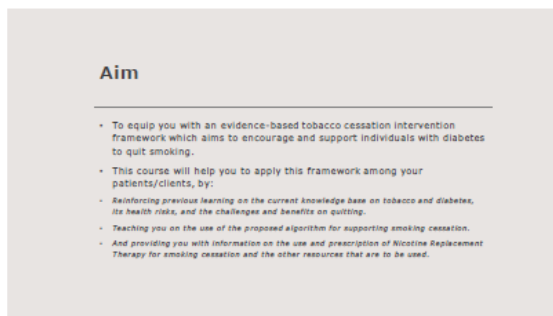 Aim
• To equip you with an evidence-based tobacco cessation intervention
framework which aims to encourage and support individuals with diabetes
to quit smoking.
• This course will help you to apply this framework among your
patients/clients, by:
• Reinforcing previous learning on the current knowledge base on tobacco and diabetes,
its health risks, and the challenges and benefits on quitting.
• Teaching you on the use of the proposed algorithm for supporting smoking cessation.
• And providing you with information on the use and prescription of Nicotine Replacement
Therapy for smoking cessation and the other resources that are to be used.